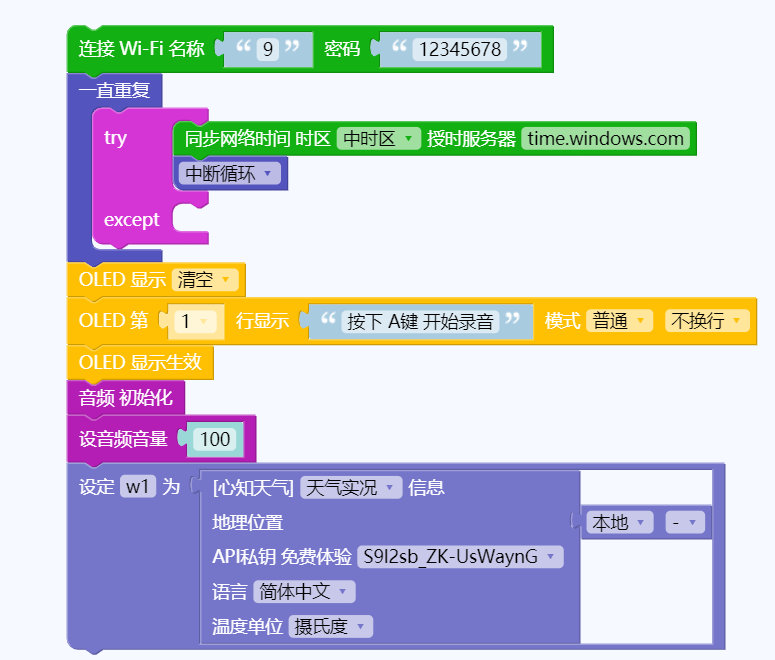 连接 Wi-Fi 名称 “ 9 ” 密码 “ 12345678 ”
一直重复
try 同步网络时间 时区 中时区 授时服务器 time.windows.com
中断循环
except
OLED 显示 清空
OLED 第 1 行显示 “ 按下 A键 开始录音 ” 模式 普通 不换行
OLED 显示生效
音频 初始化
设音频音量 100
设定 w1 为 [心知天气] 天气实况 信息
地理位置 本地 -
API私钥 免费体验 S9l2sb_ZK-UsWaynG
语言 简体中文
温度单位 摄氏度